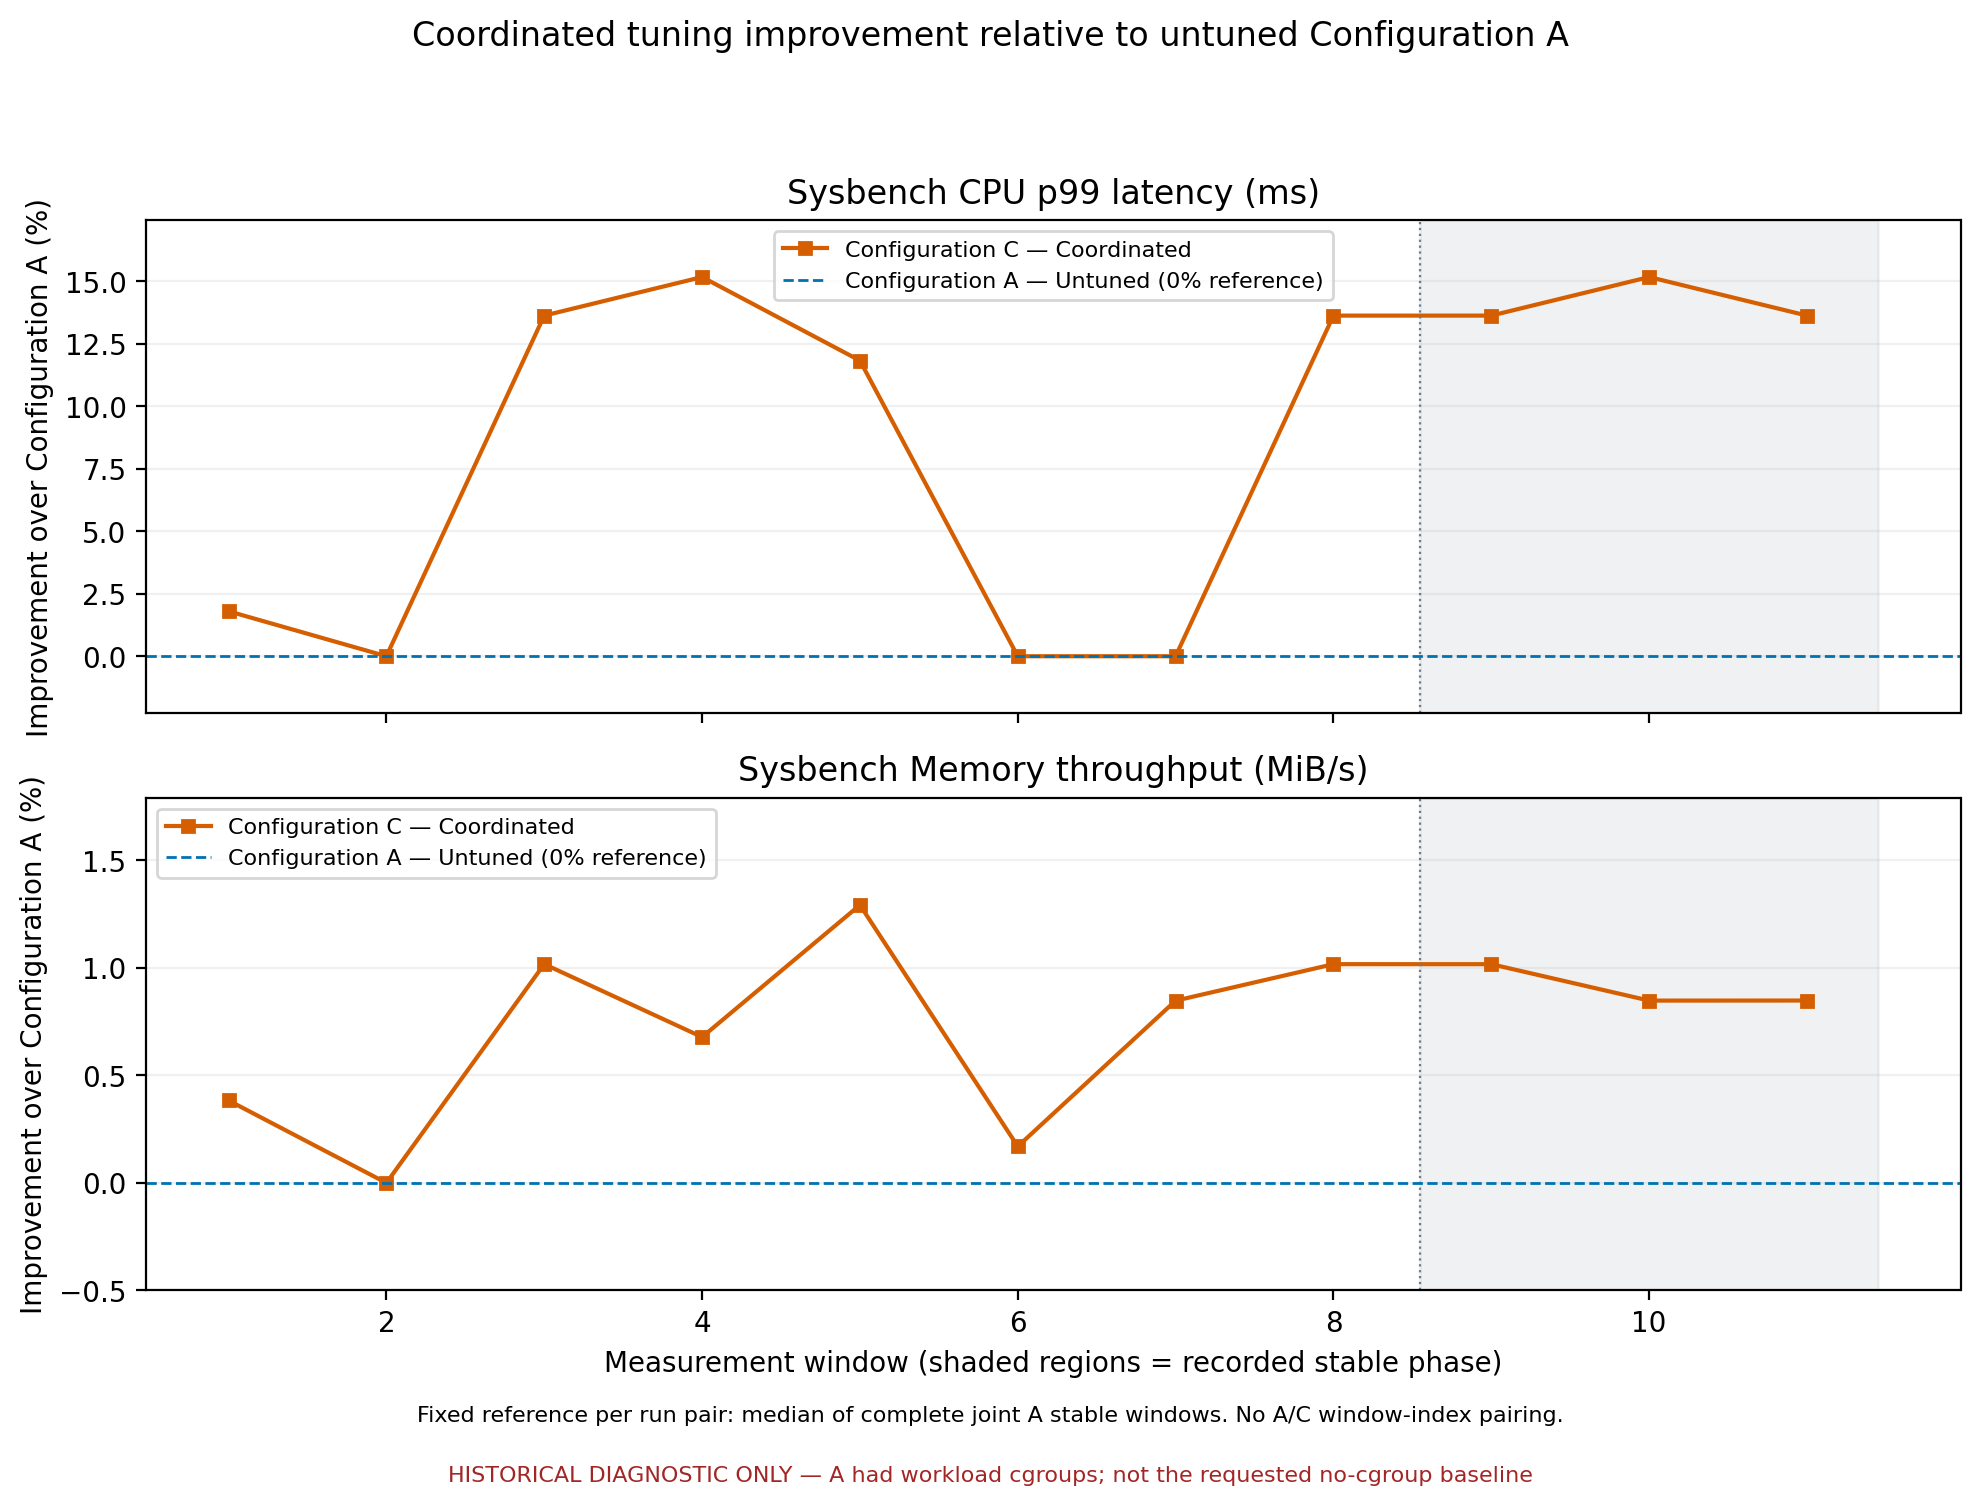 Coordinated tuning improvement relative to untuned Configuration A
Sysbench CPU p99 latency (ms)
Improvement over Configuration A (%)
15.0
12.5
10.0
7.5
5.0
2.5
0.0
Configuration C — Coordinated
Configuration A — Untuned (0% reference)
Sysbench Memory throughput (MiB/s)
Improvement over Configuration A (%)
1.5
1.0
0.5
0.0
−0.5
Configuration C — Coordinated
Configuration A — Untuned (0% reference)
2 4 6 8 10
Measurement window (shaded regions = recorded stable phase)
Fixed reference per run pair: median of complete joint A stable windows. No A/C window-index pairing.
HISTORICAL DIAGNOSTIC ONLY — A had workload cgroups; not the requested no-cgroup baseline